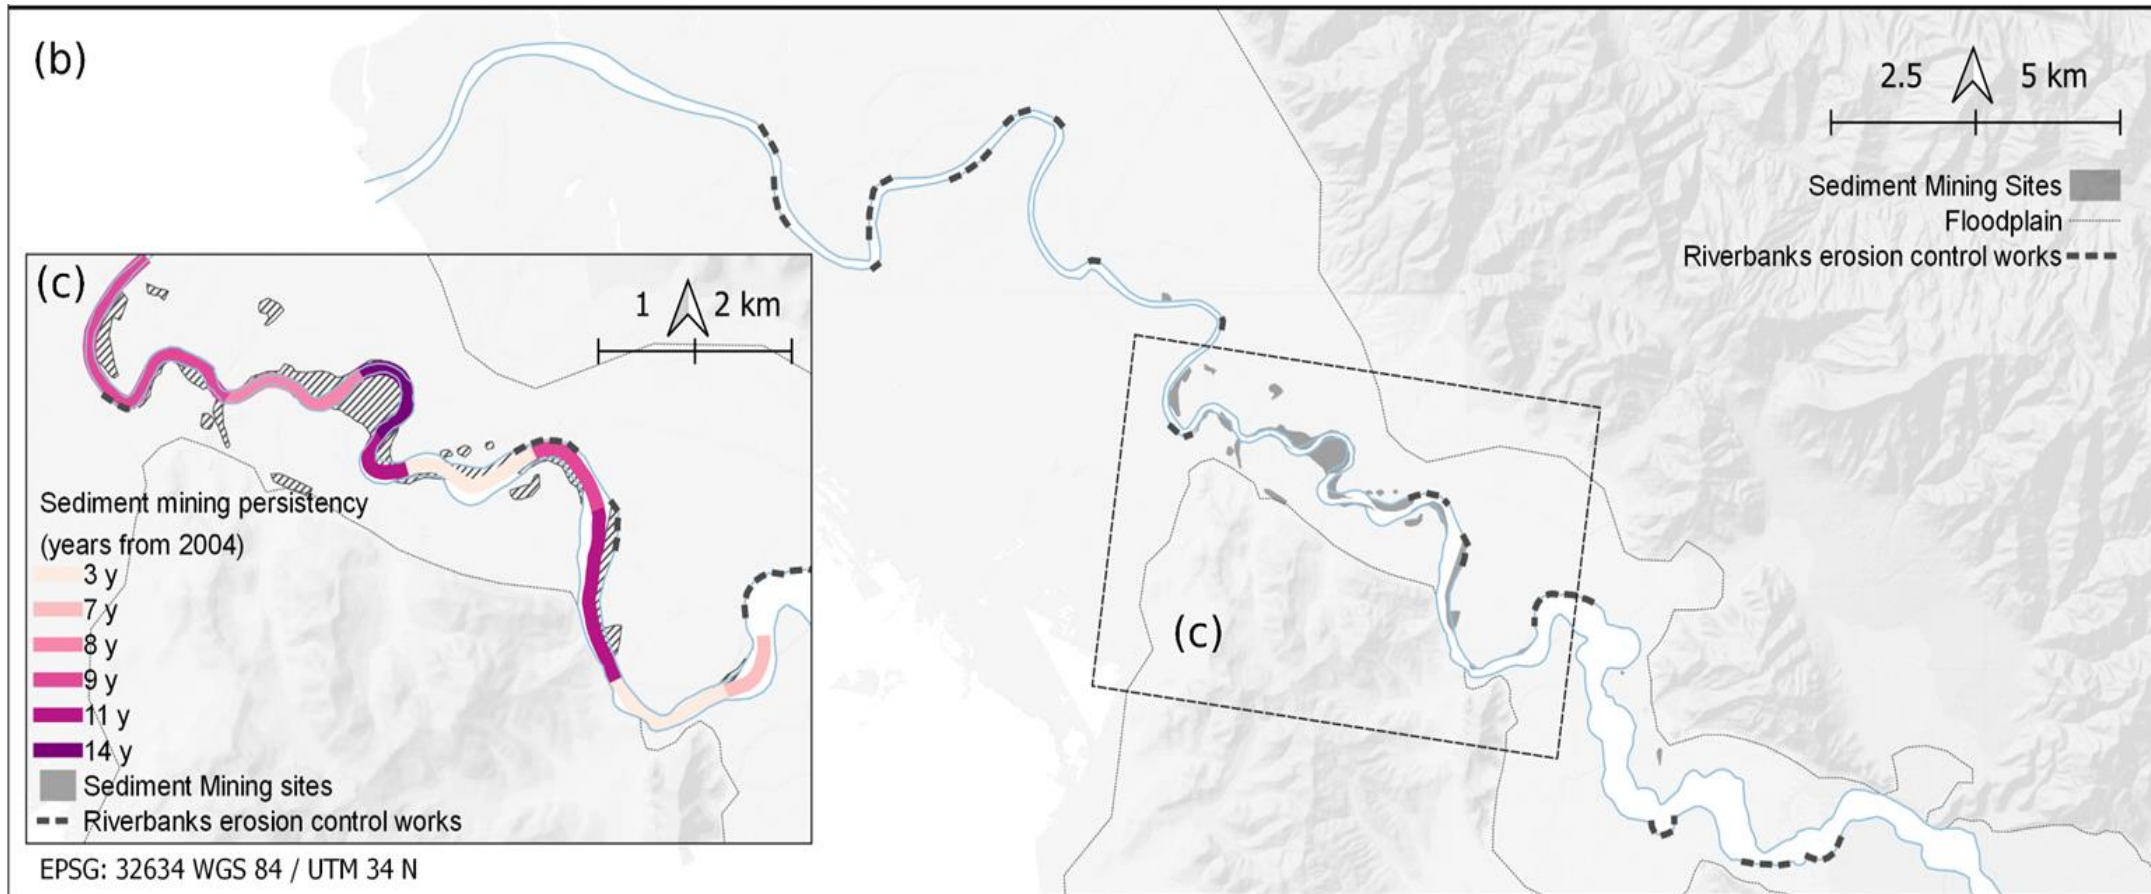 (b)
2.5 5 km
Sediment Mining Sites
Floodplain
Riverbanks erosion control works
(c)
1 2 km
Sediment mining persistency
(years from 2004)
3 y
7 y
8 y
9 y
11 y
14 y
Sediment Mining sites
Riverbanks erosion control works
(c)
EPSG: 32634 WGS 84 / UTM 34 N